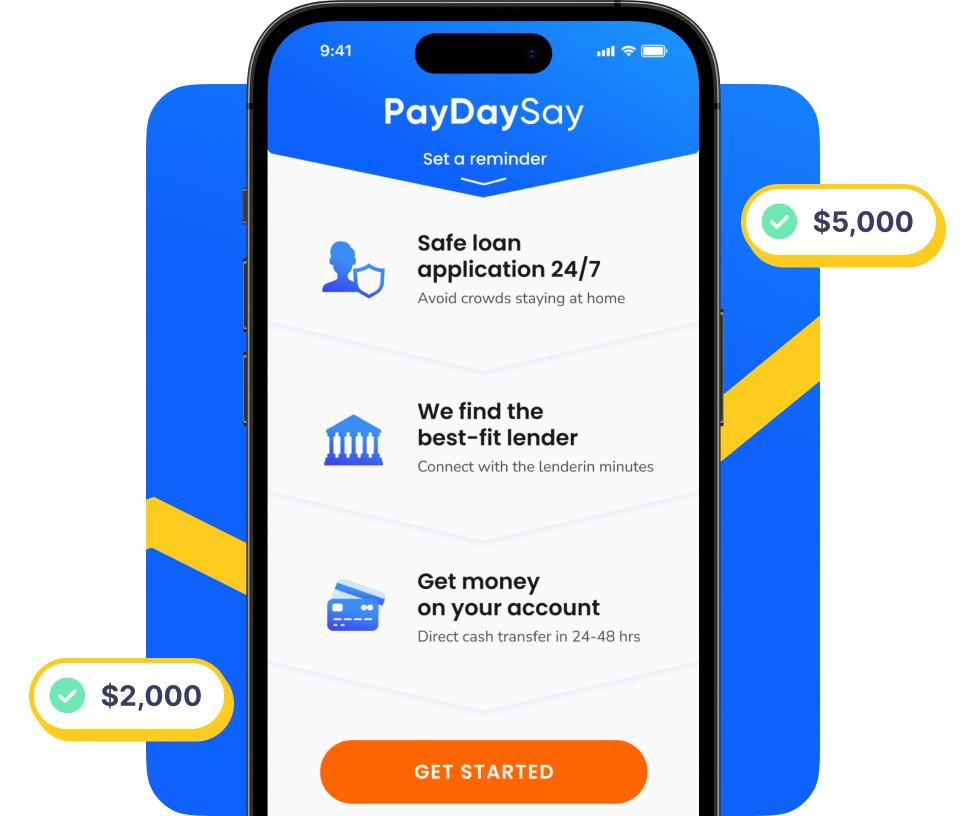 9:41
PayDaySay
Set a reminder
$5,000
Safe loan
application 24/7
Avoid crowds staying at home
We find the
best-fit lender
Connect with the lenderin minutes
Get money
on your account
Direct cash transfer in 24-48 hrs
$2,000
GET STARTED